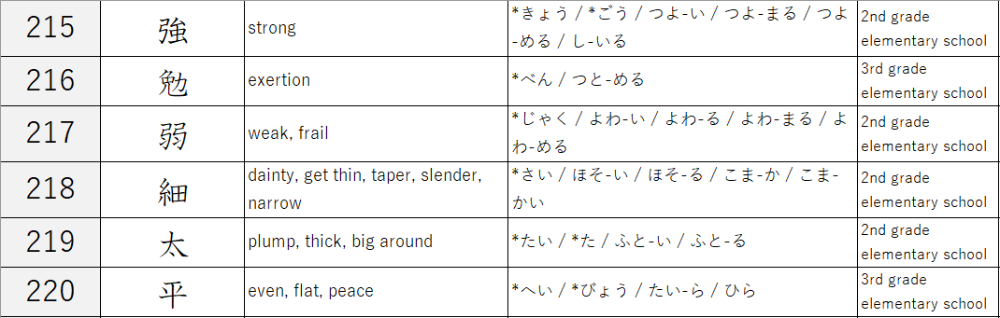 215 強 strong *きょう / *ごう / つよ-い / つよ-まる / つよ-める / し-いる 2nd grade elementary school
216 勉 exertion *べん / つと-める 3rd grade elementary school
217 弱 weak, frail *じゃく / よわ-い / よわ-る / よわ-まる / よわ-める 2nd grade elementary school
218 細 dainty, get thin, taper, slender, narrow *さい / ほそ-い / ほそ-る / こま-か / こま-かい 2nd grade elementary school
219 太 plump, thick, big around *たい / *た / ふと-い / ふと-る 2nd grade elementary school
220 平 even, flat, peace *へい / *びょう / たい-ら / ひら 3rd grade elementary school